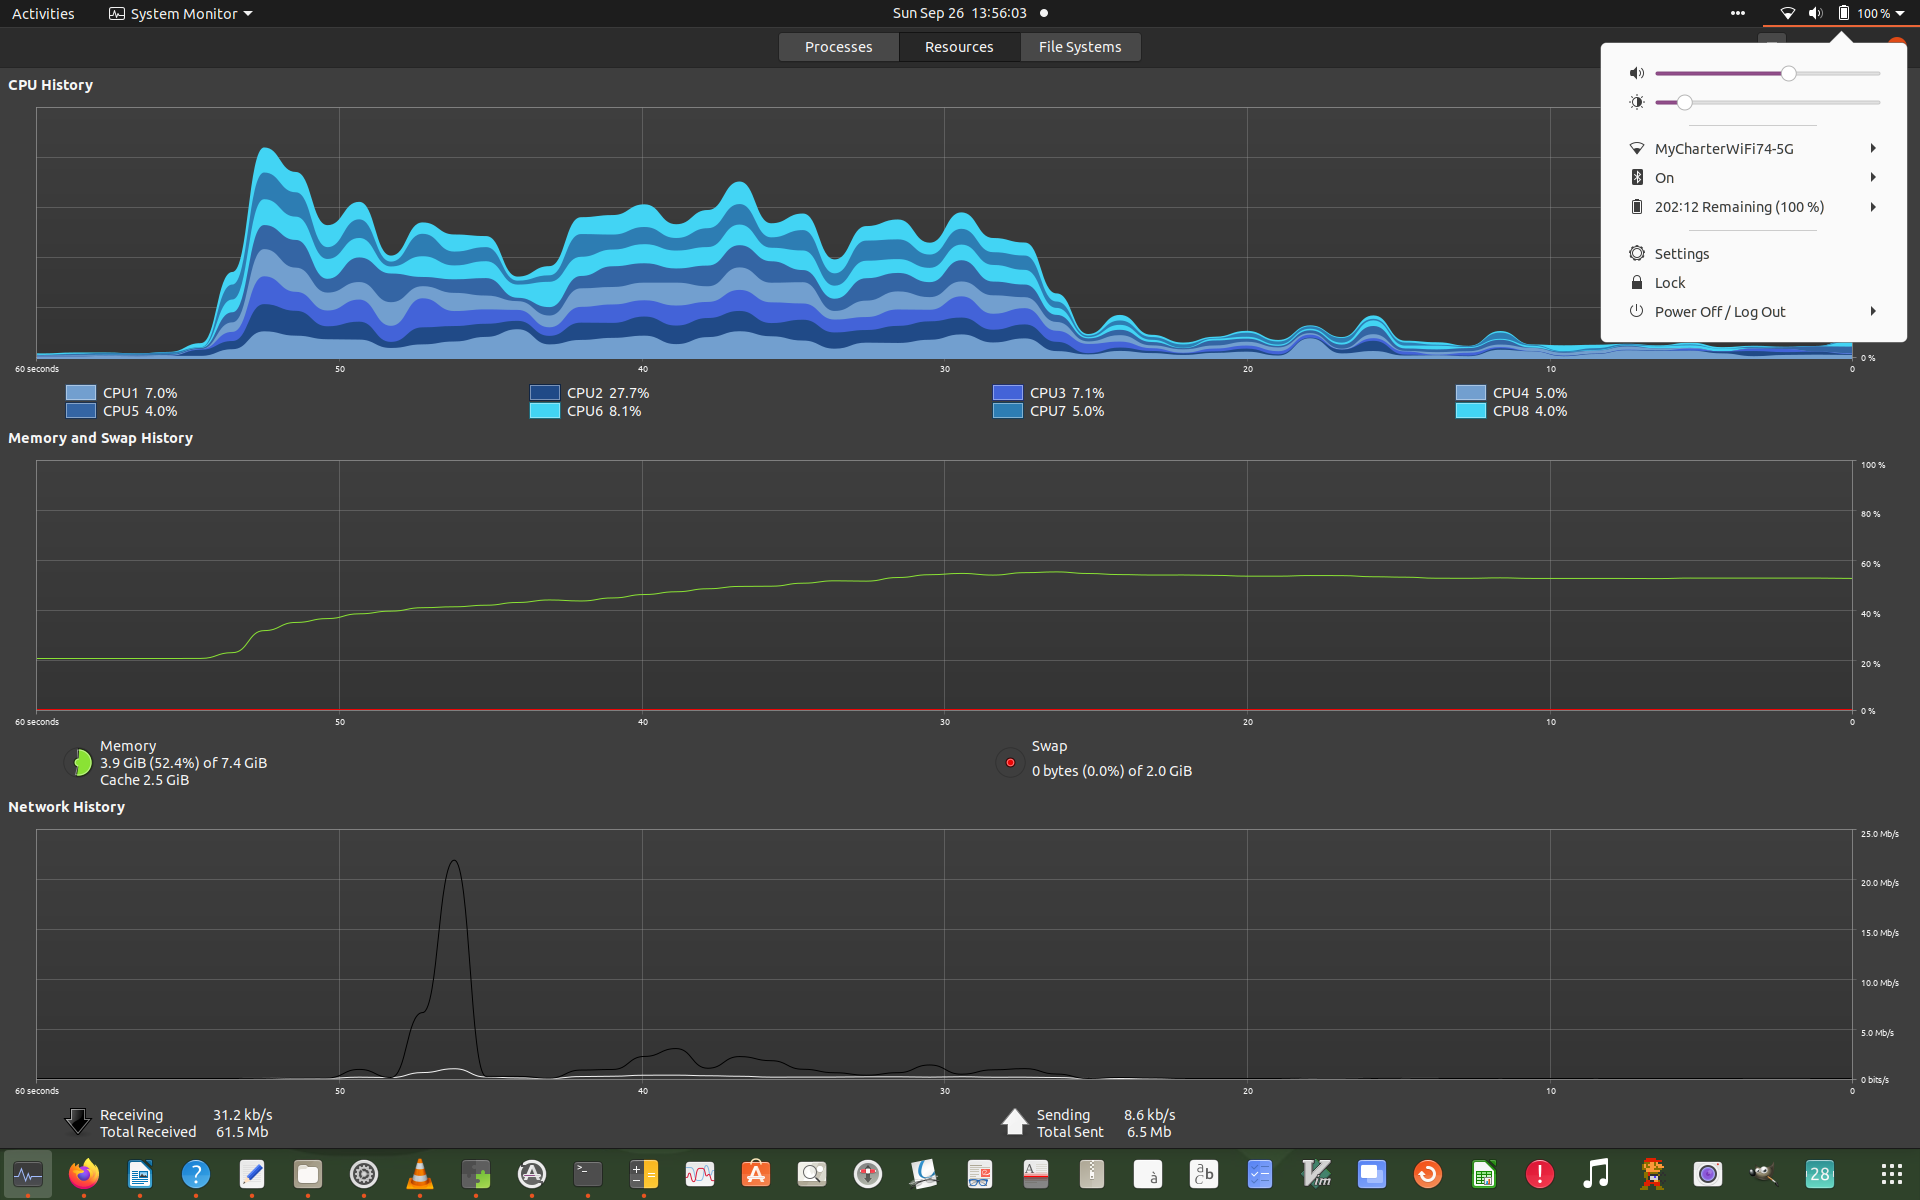 Activities
System Monitor
Sun Sep 26 13:56:03
100 %
Processes
Resources
File Systems
MyCharterWiFi74-5G
On
202:12 Remaining (100 %)
Settings
Lock
Power Off / Log Out
CPU History
0 %
60 seconds 50 40 30 20 10 0
CPU1 7.0% CPU2 27.7% CPU3 7.1% CPU4 5.0%
CPU5 4.0% CPU6 8.1% CPU7 5.0% CPU8 4.0%
Memory and Swap History
100 %
80 %
60 %
40 %
20 %
0 %
60 seconds 50 40 30 20 10 0
Memory
3.9 GiB (52.4%) of 7.4 GiB
Cache 2.5 GiB
Swap
0 bytes (0.0%) of 2.0 GiB
Network History
25.0 Mb/s
20.0 Mb/s
15.0 Mb/s
10.0 Mb/s
5.0 Mb/s
0 bits/s
60 seconds 50 40 30 20 10 0
Receiving 31.2 kb/s
Total Received 61.5 Mb
Sending 8.6 kb/s
Total Sent 6.5 Mb
?
>_
A
à
a b c
Vim
28